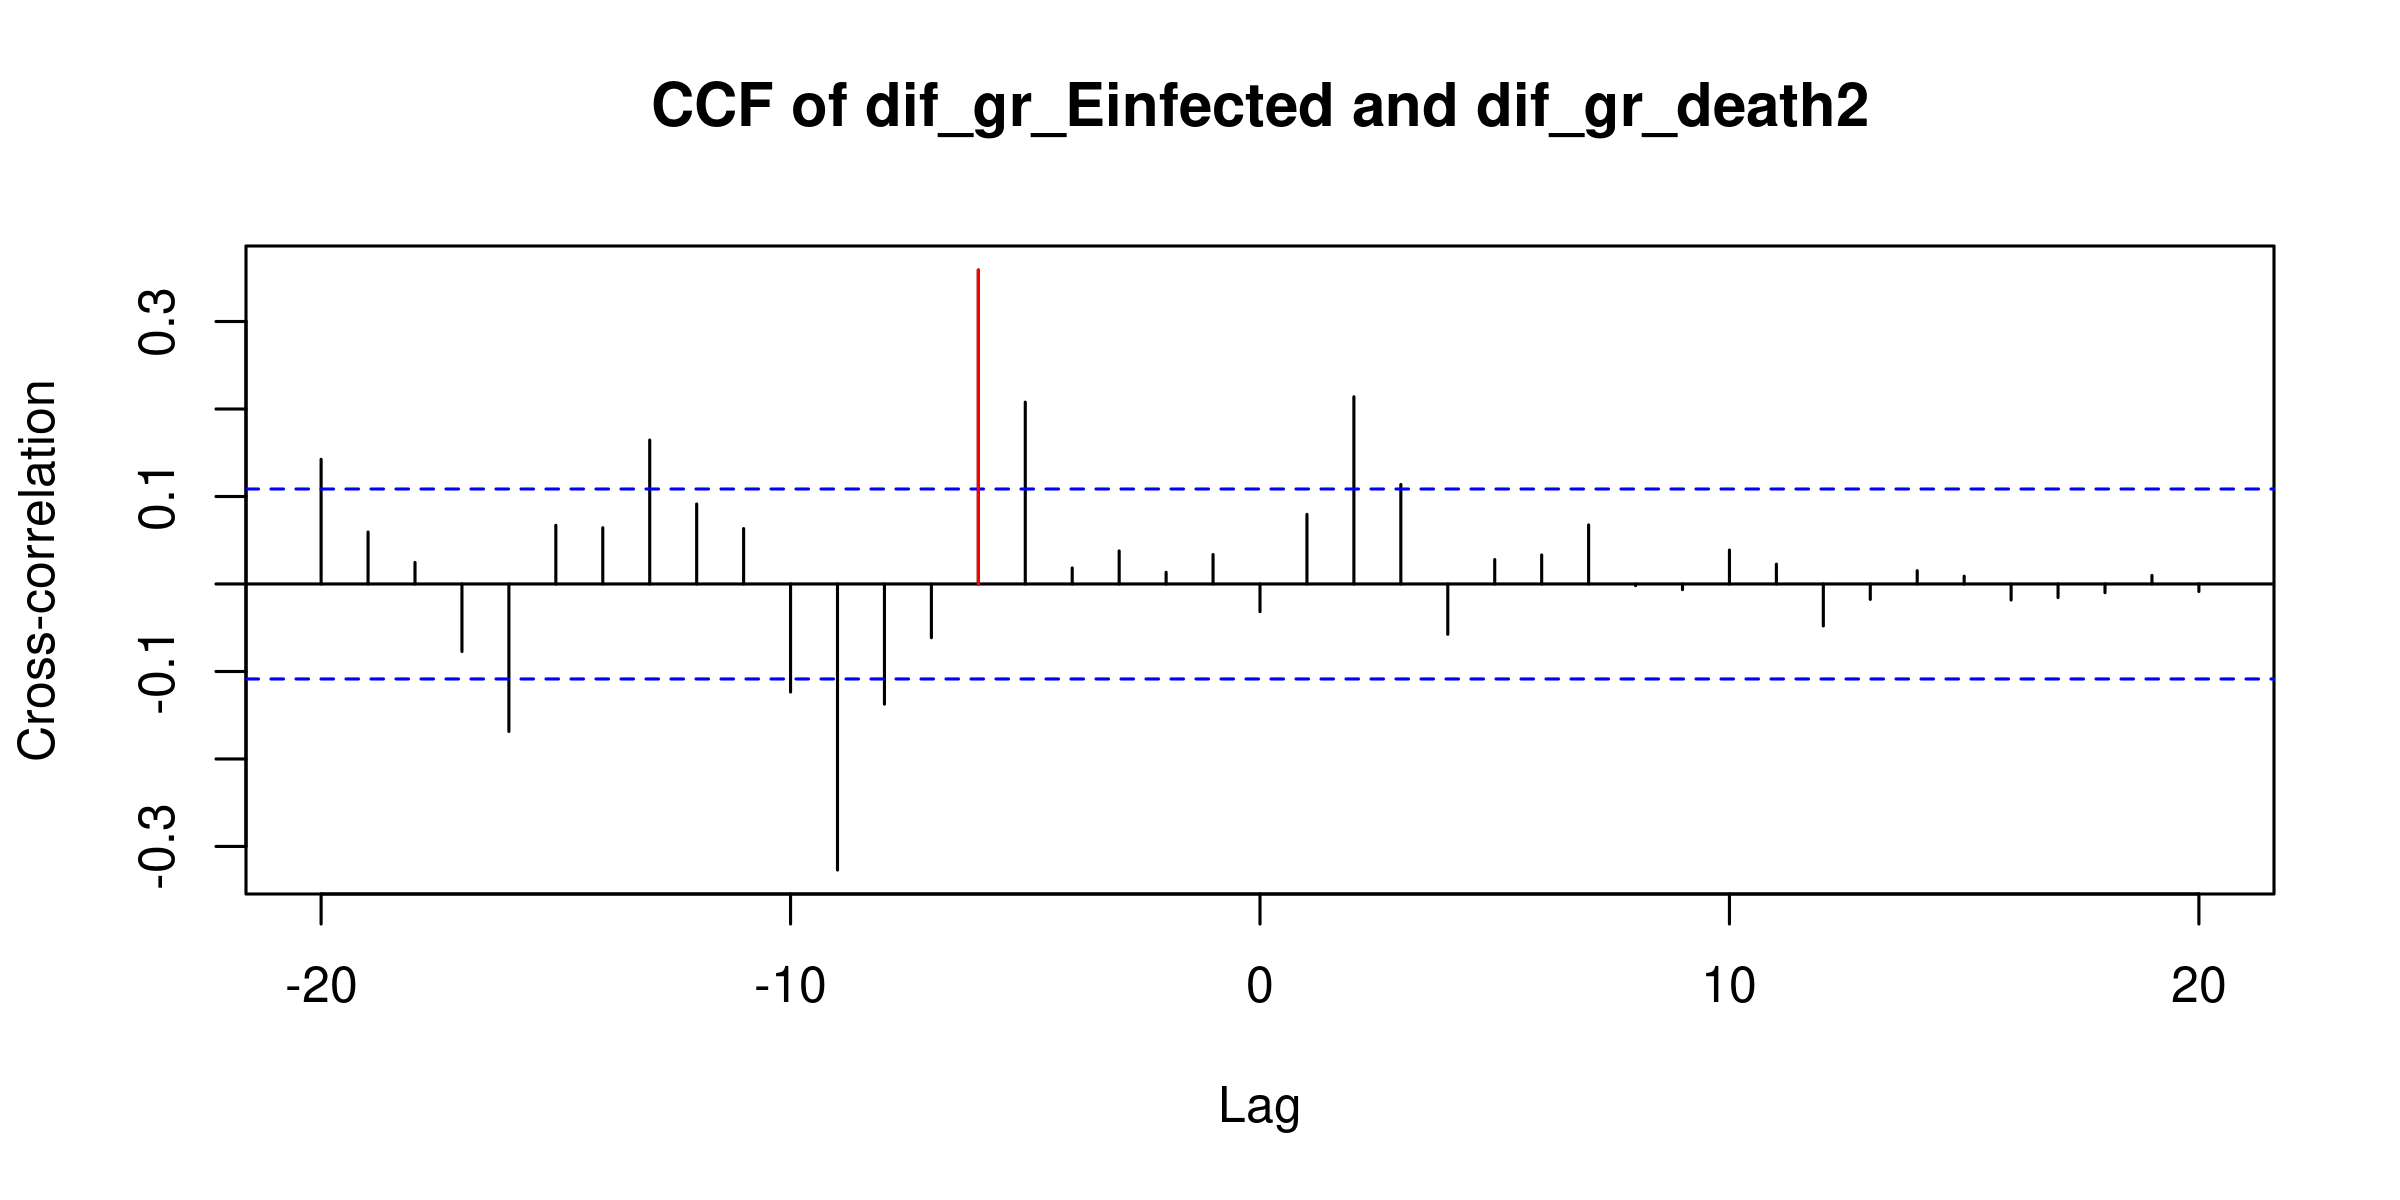 CCF of dif_gr_Einfected and dif_gr_death2
Cross-correlation
0.3
0.1
-0.1
-0.3
-20 -10 0 10 20
Lag